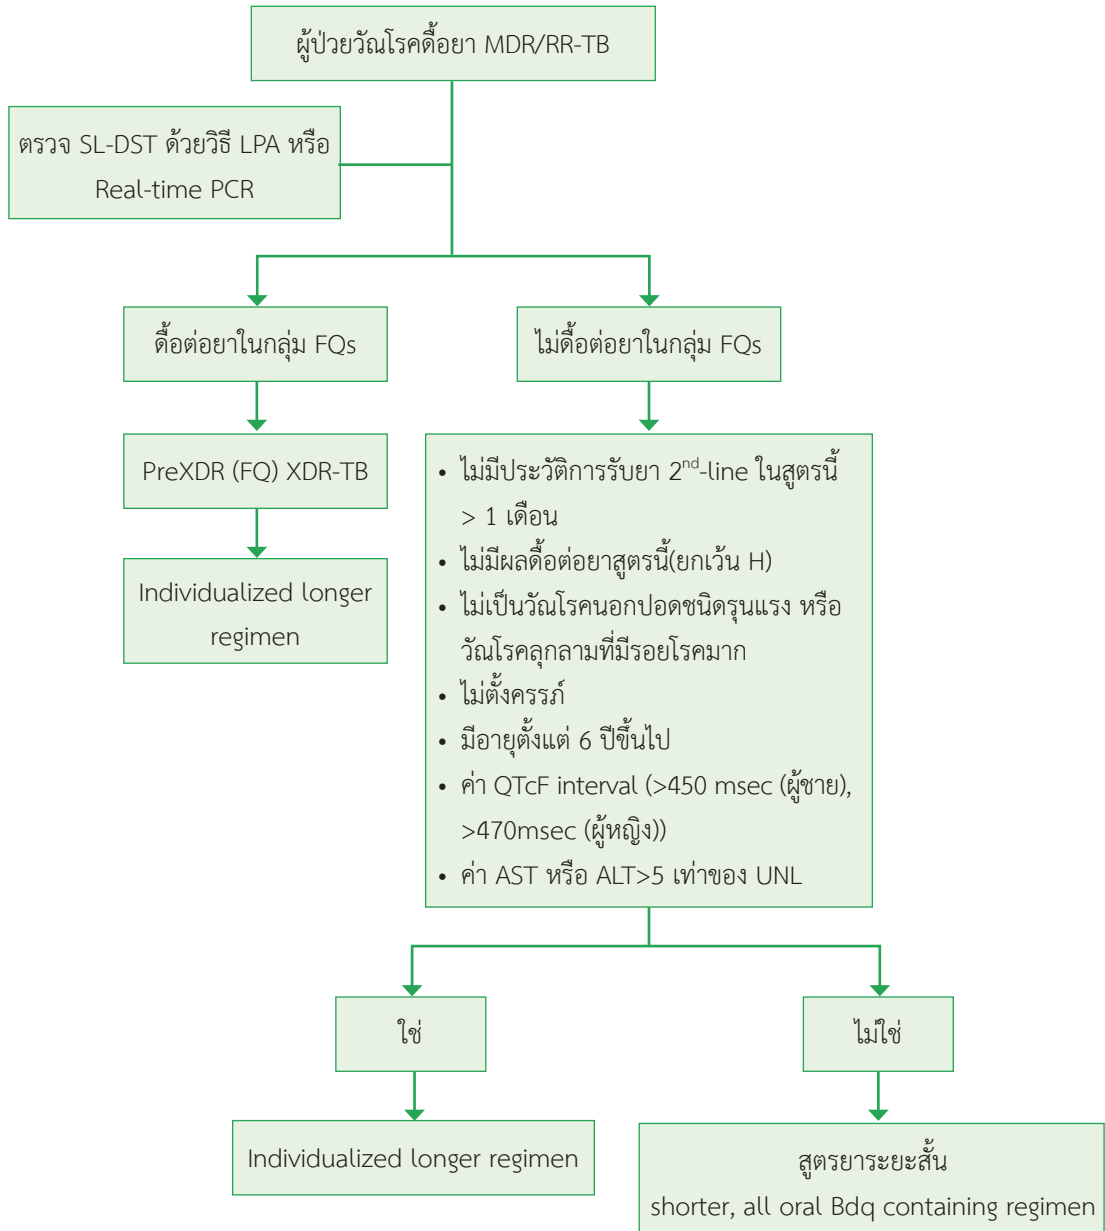 ผู้ป่วยวัณโรคดื้อยา MDR/RR-TB
ตรวจ SL-DST ด้วยวิธี LPA หรือ
Real-time PCR
ดื้อต่อยาในกลุ่ม FQs
ไม่ดื้อต่อยาในกลุ่ม FQs
PreXDR (FQ) XDR-TB
Individualized longer
regimen
• ไม่มีประวัติการรับยา 2nd-line ในสูตรนี้
> 1 เดือน
• ไม่มีผลดื้อต่อยาสูตรนี้(ยกเว้น H)
• ไม่เป็นวัณโรคนอกปอดชนิดรุนแรง หรือ
วัณโรคลุกลามที่มีรอยโรคมาก
• ไม่ตั้งครรภ์
• มีอายุตั้งแต่ 6 ปีขึ้นไป
• ค่า QTcF interval (>450 msec (ผู้ชาย),
>470msec (ผู้หญิง))
• ค่า AST หรือ ALT>5 เท่าของ UNL
ใช่
ไม่ใช่
Individualized longer regimen
สูตรยาระยะสั้น
shorter, all oral Bdq containing regimen